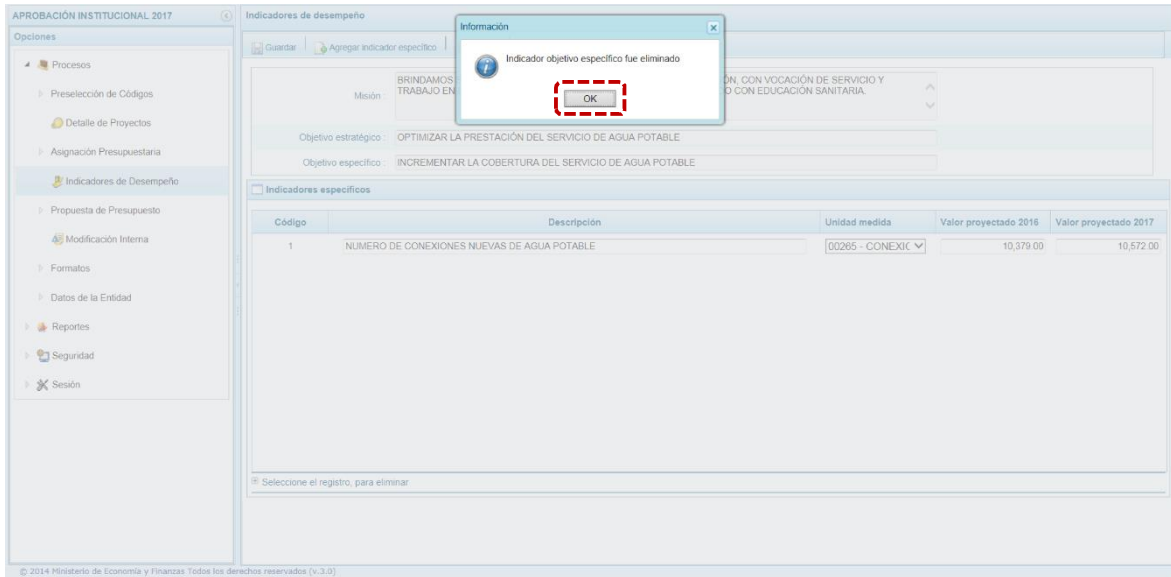 APROBACIÓN INSTITUCIONAL 2017
Opciones
Procesos
Preselección de Códigos
Detalle de Proyectos
Asignación Presupuestaria
Indicadores de Desempeño
Propuesta de Presupuesto
Modificación Interna
Formatos
Datos de la Entidad
Reportes
Seguridad
Sesión
Indicadores de desempeño
Guardar Agregar indicador específico
Información
Indicador objetivo específico fue eliminado
OK
Misión :
BRINDAMOS ÓN, CON VOCACIÓN DE SERVICIO Y
TRABAJO EN O CON EDUCACIÓN SANITARIA.
Objetivo estratégico : OPTIMIZAR LA PRESTACIÓN DEL SERVICIO DE AGUA POTABLE
Objetivo específico : INCREMENTAR LA COBERTURA DEL SERVICIO DE AGUA POTABLE
Indicadores específicos
Código Descripción Unidad medida Valor proyectado 2016 Valor proyectado 2017
1 NUMERO DE CONEXIONES NUEVAS DE AGUA POTABLE 00265 - CONEXIC 10,379.00 10,572.00
Seleccione el registro, para eliminar
© 2014 Ministerio de Economía y Finanzas Todos los derechos reservados (v.3.0)